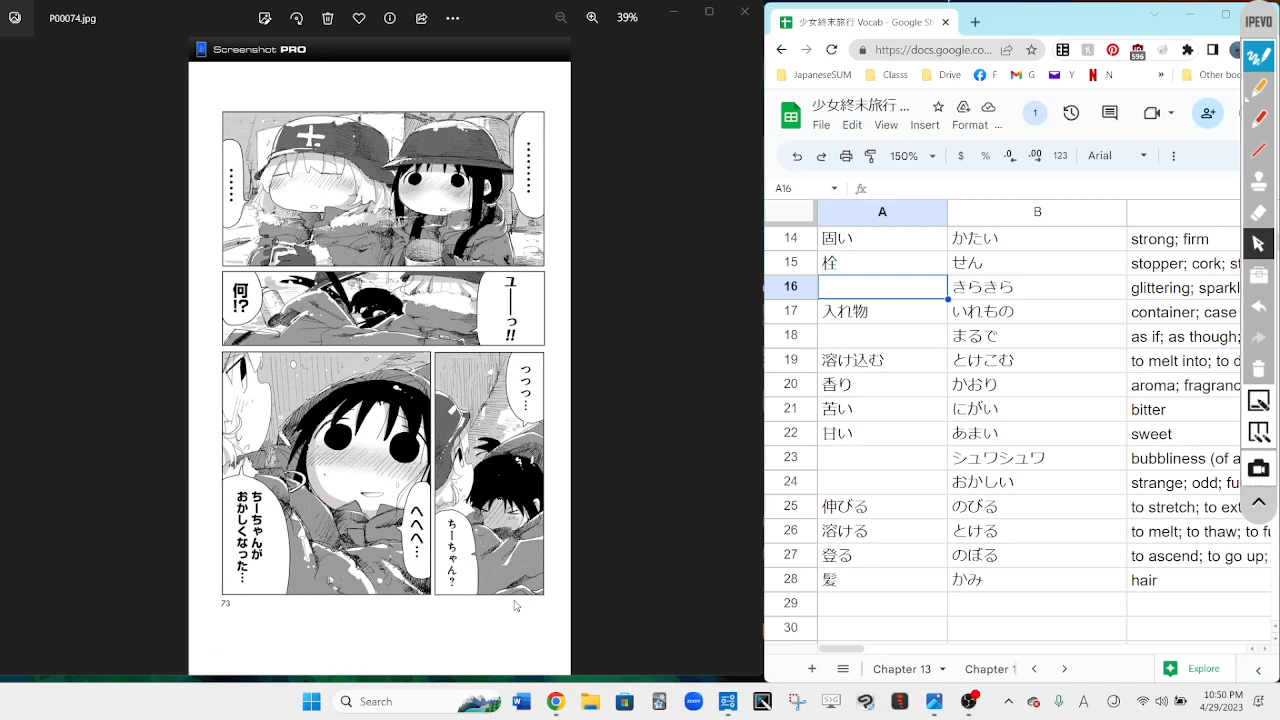 P00074.jpg
39%
Screenshot PRO
………
……
ユーーっ!!
何!?
つつつ…
ちーちゃん?
へへへ…
ちーちゃんが
おかしくなった…
73
少女終末旅行 Vocab - Google Sh
https://docs.google.co...
596
JapaneseSUM
Classs
Drive
F
G
Y
N
»
Other boo
少女終末旅行 ...
1
File
Edit
View
Insert
Format ...
150%
$
%
.0
.00
123
Arial
A16
fx
A
B
14 固い かたい strong; firm
15 栓 せん stopper; cork; st
16 きらきら glittering; sparkl
17 入れ物 いれもの container; case
18 まるで as if; as though;
19 溶け込む とけこむ to melt into; to d
20 香り かおり aroma; fragranc
21 苦い にがい bitter
22 甘い あまい sweet
23 シュワシュワ bubbliness (of a
24 おかしい strange; odd; fu
25 伸びる のびる to stretch; to ext
26 溶ける とける to melt; to thaw; to fu
27 登る のぼる to ascend; to go up;
28 髪 かみ hair
29
30
Chapter 13
Chapter 1
Explore
IPEVO
Search
zoom
A
10:50 PM
4/29/2023